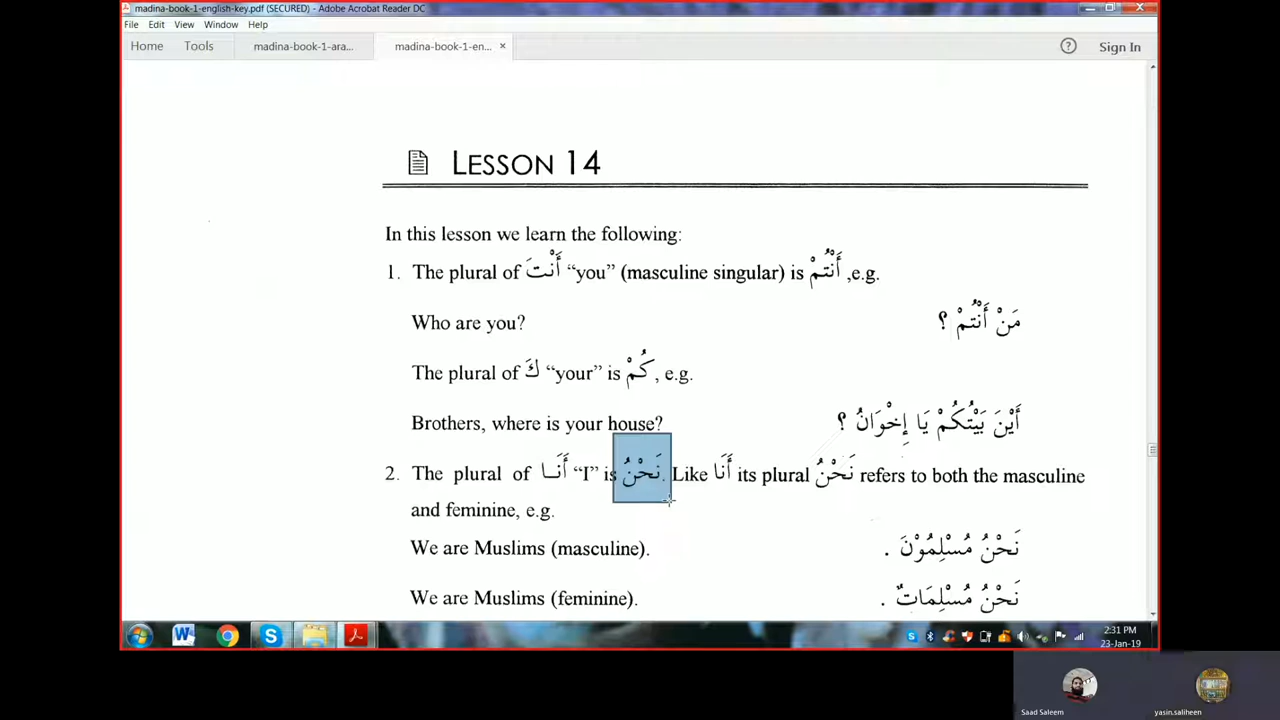 madina-book-1-english-key.pdf (SECURED) - Adobe Acrobat Reader DC
File Edit View Window Help
Home Tools madina-book-1-ara... madina-book-1-en... × ? Sign In
LESSON 14
In this lesson we learn the following:
1. The plural of أَنْتَ “you” (masculine singular) is أَنْتُمْ ,e.g.
Who are you? مَنْ أَنْتُمْ ؟
The plural of كَ “your” is كُمْ, e.g.
Brothers, where is your house? أَيْنَ بَيْتُكُمْ يَا إِخْوَانُ ؟
2. The plural of أَنَـا “I” is نَحْنُ. Like أَنَا its plural نَحْنُ refers to both the masculine
and feminine, e.g.
We are Muslims (masculine). نَحْنُ مُسْلِمُوْنَ .
We are Muslims (feminine). نَحْنُ مُسْلِمَاتٌ .
2:31 PM
23-Jan-19
Saad Saleem yasin.saliheen